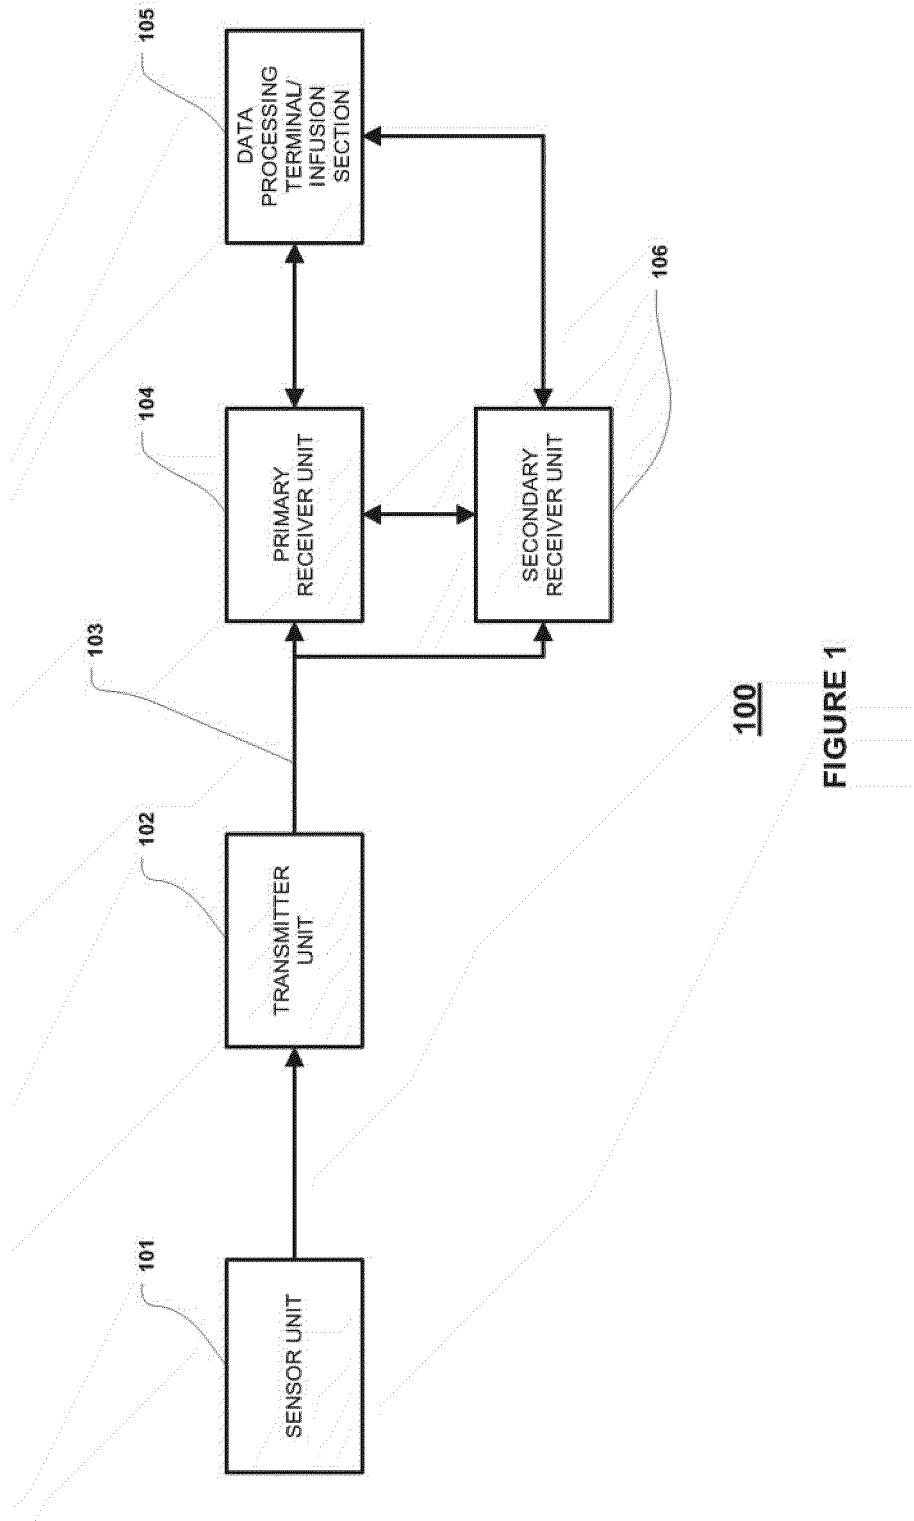 101
SENSOR UNIT
102
TRANSMITTER
UNIT
103
104
PRIMARY
RECEIVER UNIT
105
DATA
PROCESSING
TERMINAL/
INFUSION
SECTION
SECONDARY
RECEIVER UNIT
106
100
FIGURE 1